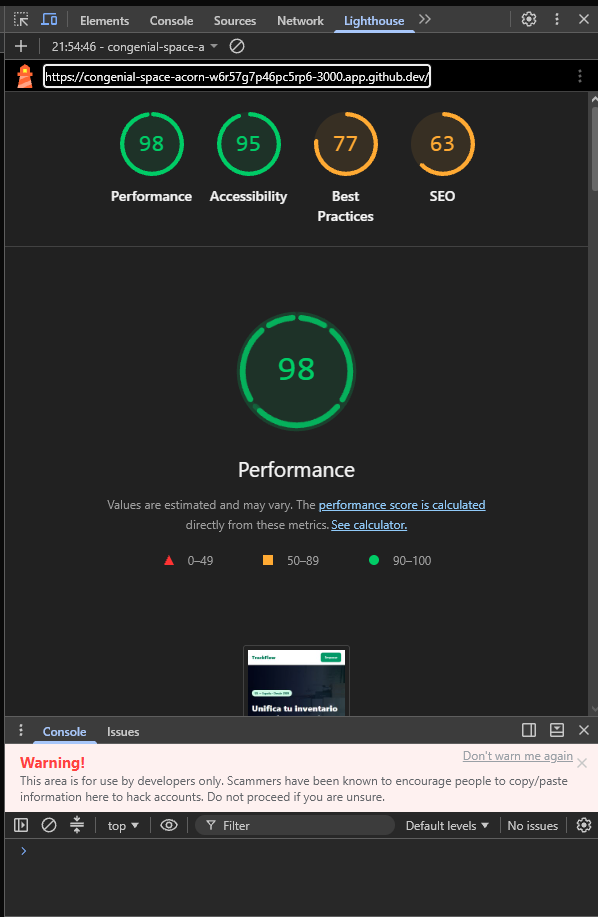 Elements Console Sources Network Lighthouse
21:54:46 - congenial-space-a
https://congenial-space-acorn-w6r57g7p46pc5rp6-3000.app.github.dev/
98 95 77 63
Performance Accessibility Best Practices SEO
98
Performance
Values are estimated and may vary. The performance score is calculated
directly from these metrics. See calculator.
0–49 50–89 90–100
TrackFlow
Unifica tu inventario
Console Issues
Warning!
Don't warn me again
This area is for use by developers only. Scammers have been known to encourage people to copy/paste
information here to hack accounts. Do not proceed if you are unsure.
top Filter Default levels No issues